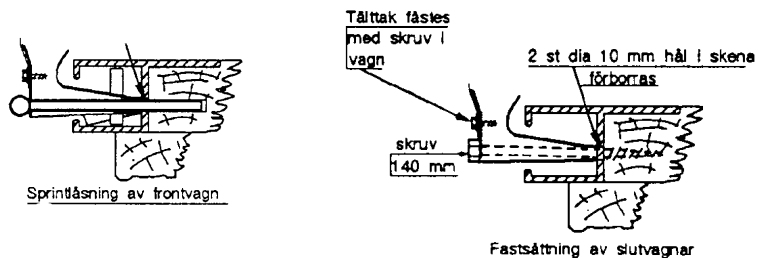 Tälttak fästes
med skruv i
vagn
2 st dia 10 mm hål i skena
förborras
skruv
140 mm
Sprintlåsning av frontvagn
Fastsättning av slutvagnar